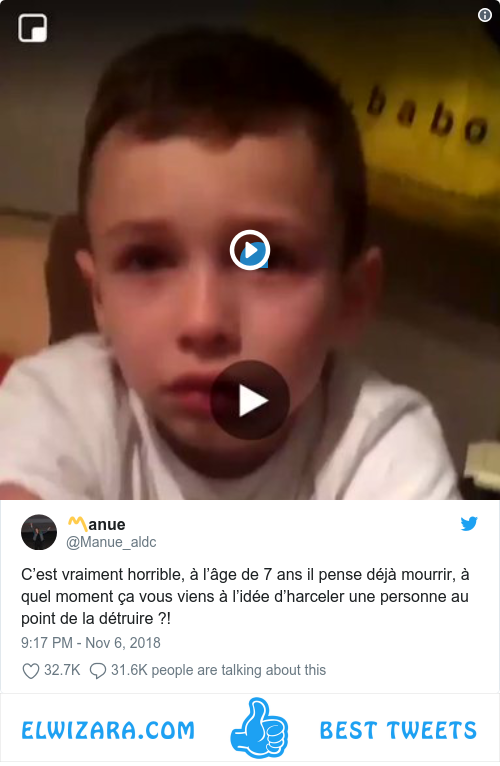 babo
〽️anue
@Manue_aldc
C’est vraiment horrible, à l’âge de 7 ans il pense déjà mourrir, à
quel moment ça vous viens à l’idée d’harceler une personne au
point de la détruire ?!
9:17 PM - Nov 6, 2018
32.7K 31.6K people are talking about this
ELWIZARA.COM BEST TWEETS